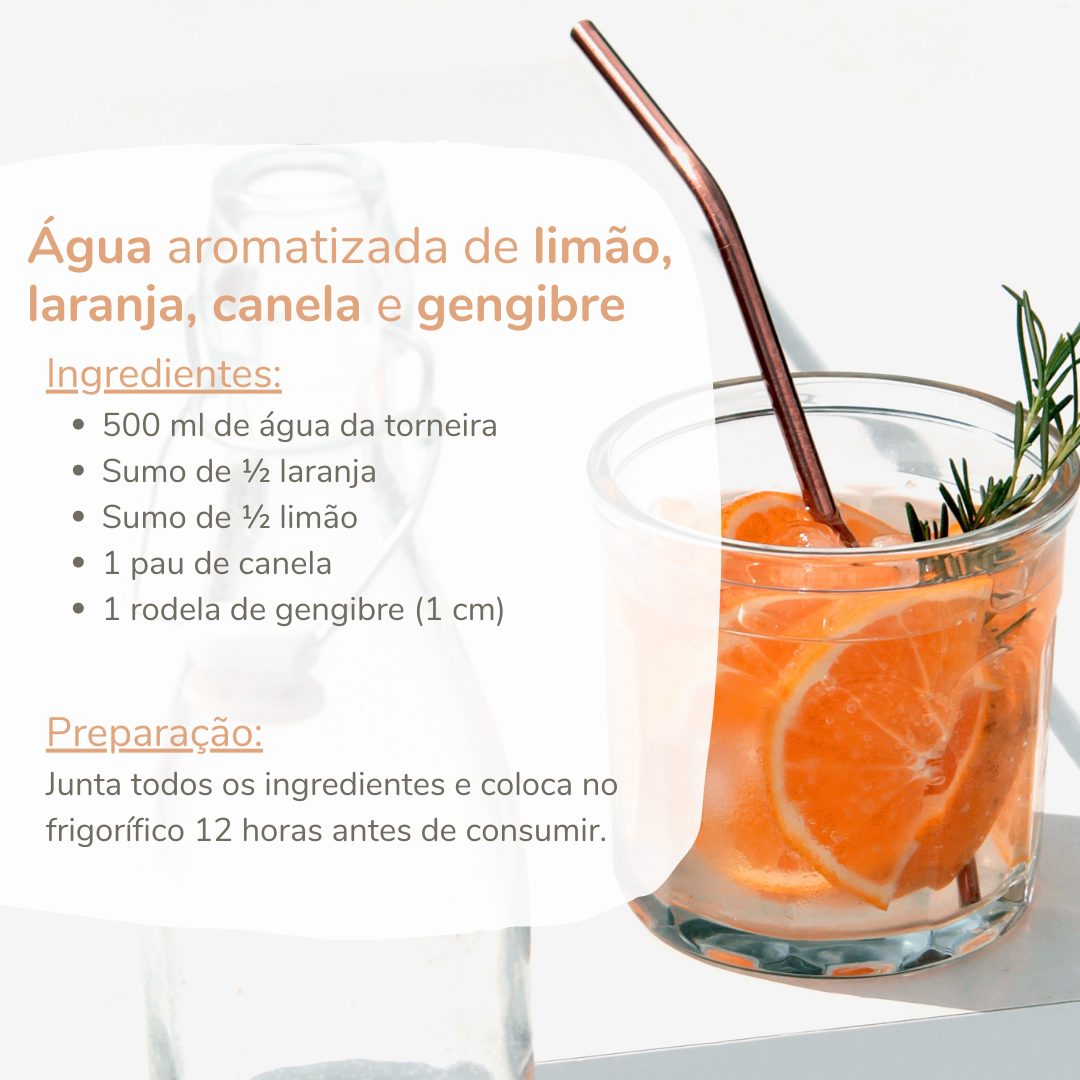 Água aromatizada de limão,
laranja, canela e gengibre
Ingredientes:
• 500 ml de água da torneira
• Sumo de ½ laranja
• Sumo de ½ limão
• 1 pau de canela
• 1 rodela de gengibre (1 cm)
Preparação:
Junta todos os ingredientes e coloca no
frigorífico 12 horas antes de consumir.